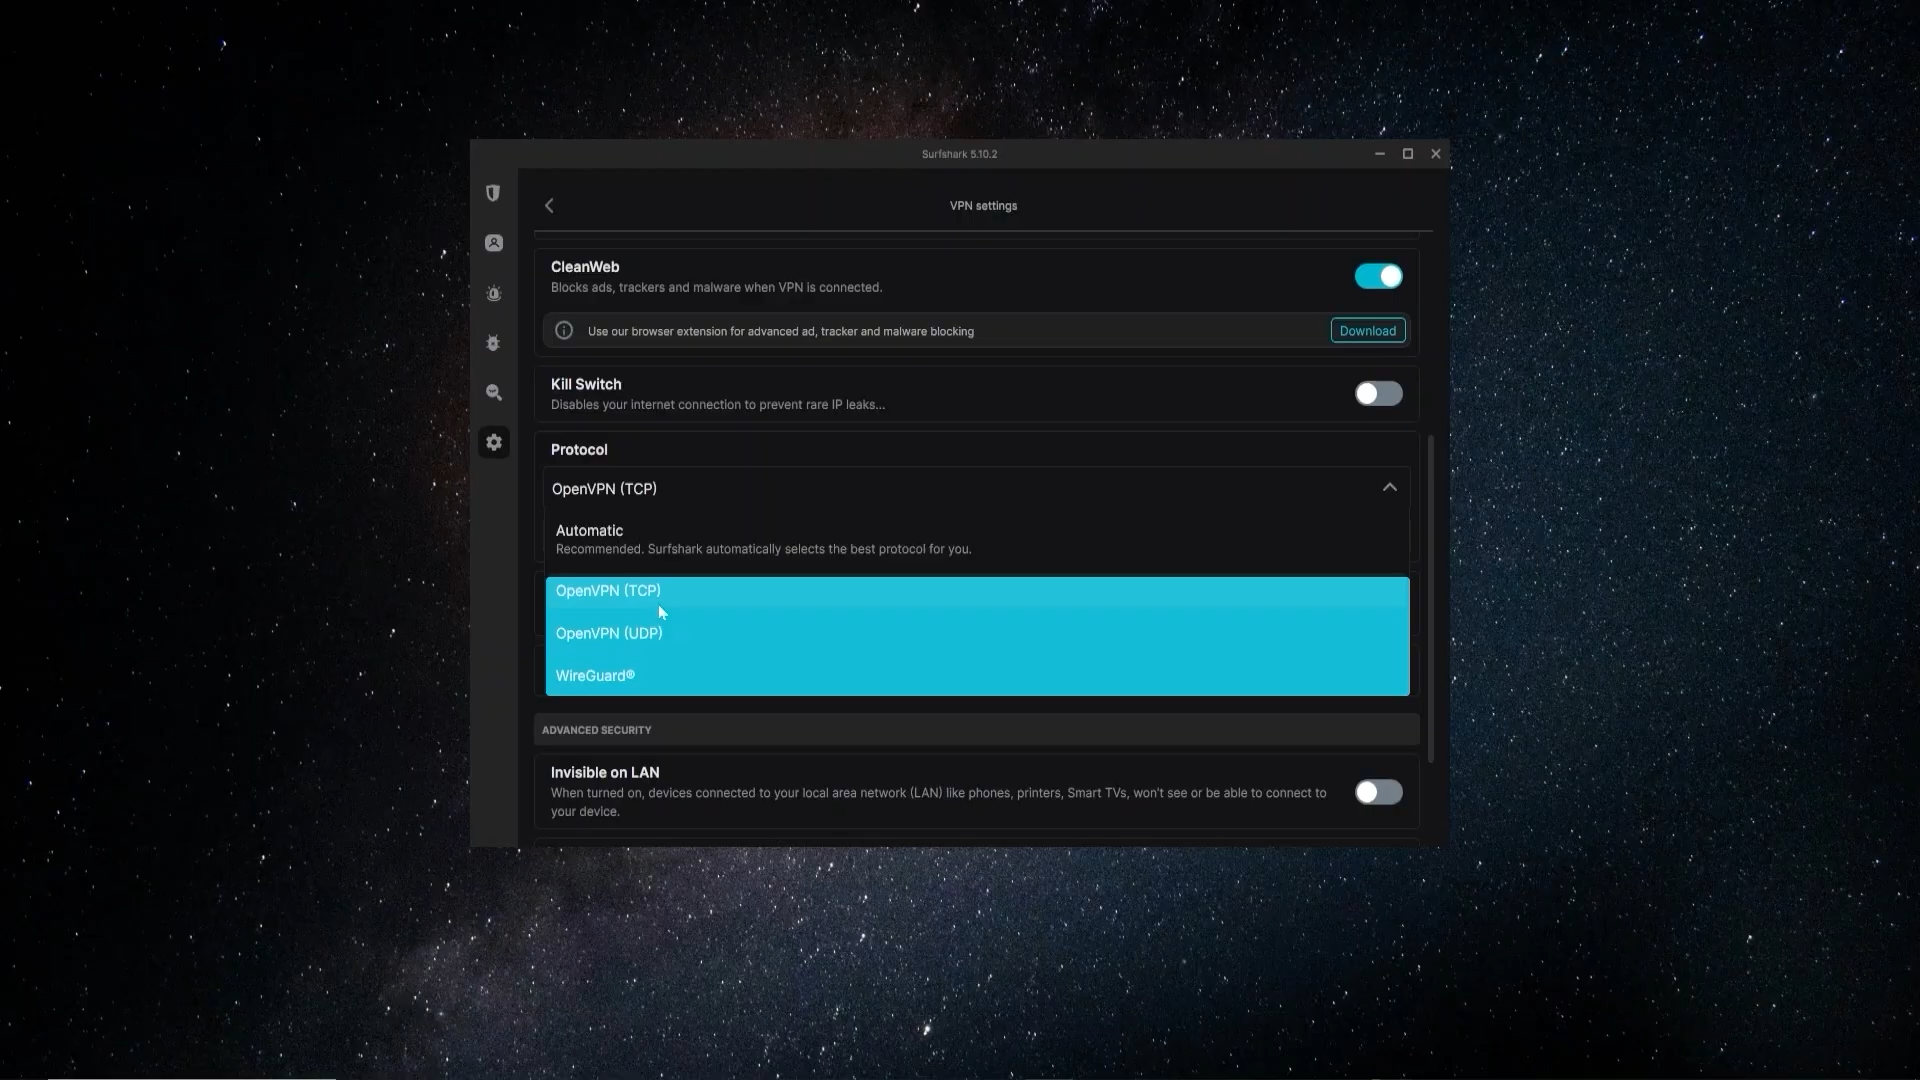 Surfshark 5.10.2
VPN settings
CleanWeb
Blocks ads, trackers and malware when VPN is connected.
Use our browser extension for advanced ad, tracker and malware blocking
Download
Kill Switch
Disables your internet connection to prevent rare IP leaks...
Protocol
OpenVPN (TCP)
Automatic
Recommended. Surfshark automatically selects the best protocol for you.
OpenVPN (TCP)
OpenVPN (UDP)
WireGuard®
ADVANCED SECURITY
Invisible on LAN
When turned on, devices connected to your local area network (LAN) like phones, printers, Smart TVs, won't see or be able to connect to
your device.